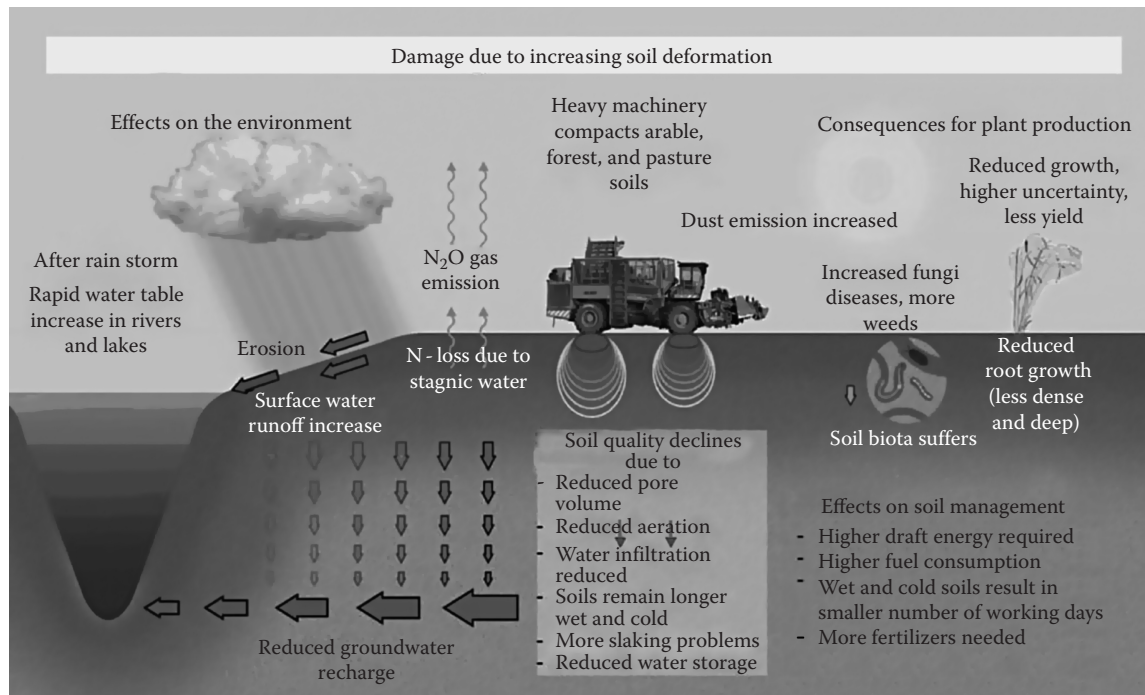 Damage due to increasing soil deformation
Effects on the environment
Heavy machinery
compacts arable,
forest, and pasture
soils
Consequences for plant production
Reduced growth,
higher uncertainty,
less yield
Dust emission increased
After rain storm
Rapid water table
increase in rivers
and lakes
N₂O gas
emission
Increased fungi
diseases, more
weeds
Erosion
N - loss due to
stagnic water
Surface water
runoff increase
Reduced
root growth
(less dense
and deep)
Soil biota suffers
Soil quality declines
due to
- Reduced pore
volume
- Reduced aeration
- Water infiltration
reduced
- Soils remain longer
wet and cold
- More slaking problems
- Reduced water storage
Effects on soil management
- Higher draft energy required
- Higher fuel consumption
- Wet and cold soils result in
smaller number of working days
- More fertilizers needed
Reduced groundwater
recharge